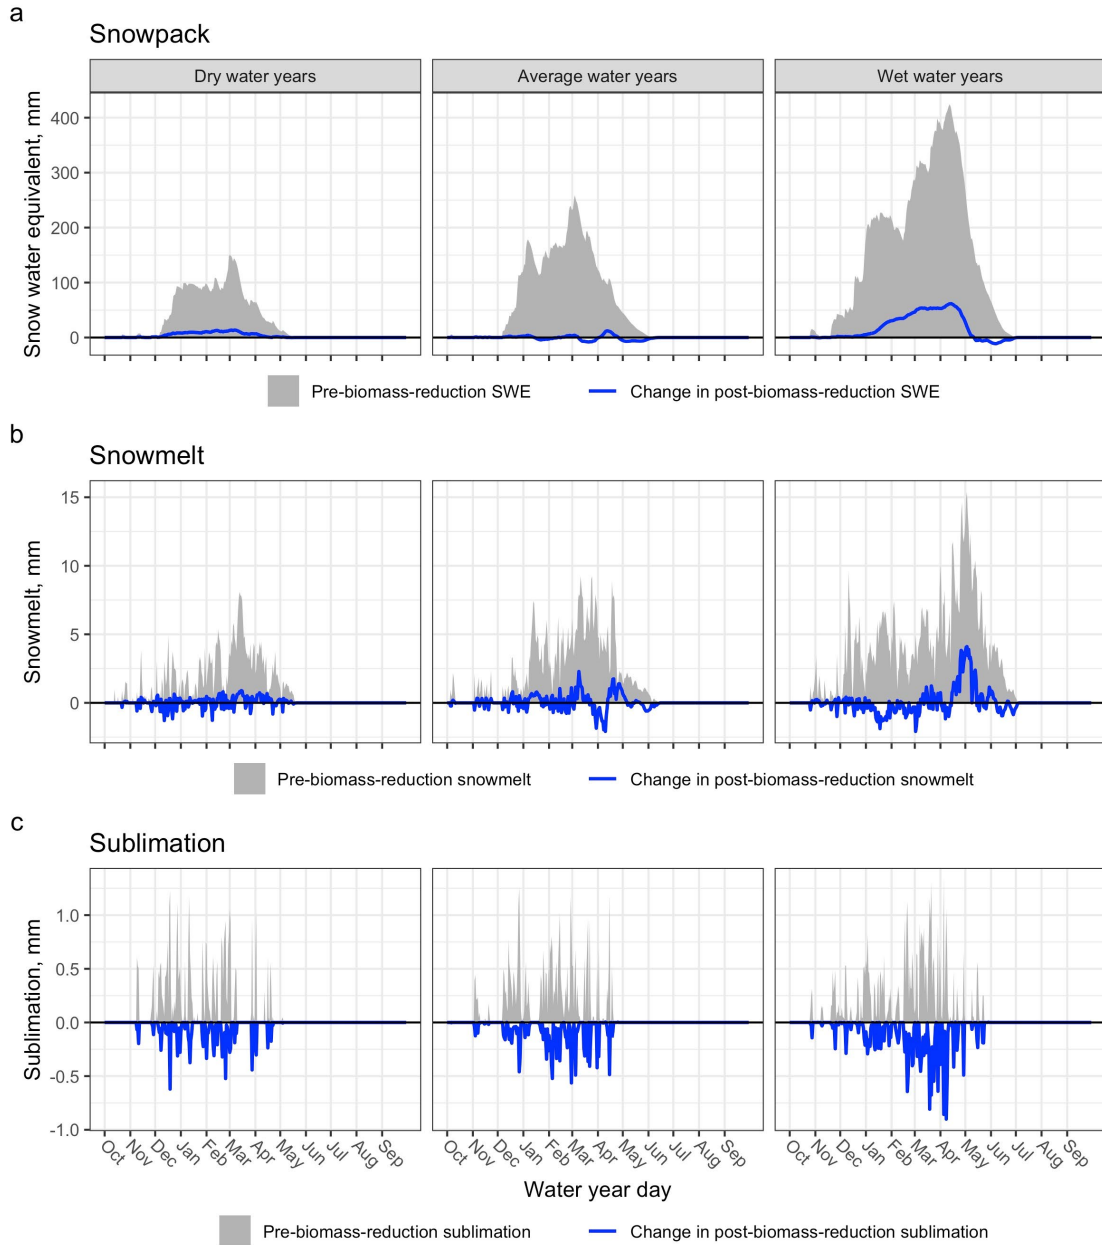 a
Snowpack
Dry water years
Average water years
Wet water years
Snow water equivalent, mm
400
300
200
100
0
Pre-biomass-reduction SWE
Change in post-biomass-reduction SWE
b
Snowmelt
Snowmelt, mm
15
10
5
0
Pre-biomass-reduction snowmelt
Change in post-biomass-reduction snowmelt
c
Sublimation
Sublimation, mm
1.0
0.5
0.0
-0.5
-1.0
Oct Nov Dec Jan Feb Mar Apr May Jun Jul Aug Sep
Oct Nov Dec Jan Feb Mar Apr May Jun Jul Aug Sep
Oct Nov Dec Jan Feb Mar Apr May Jun Jul Aug Sep
Water year day
Pre-biomass-reduction sublimation
Change in post-biomass-reduction sublimation